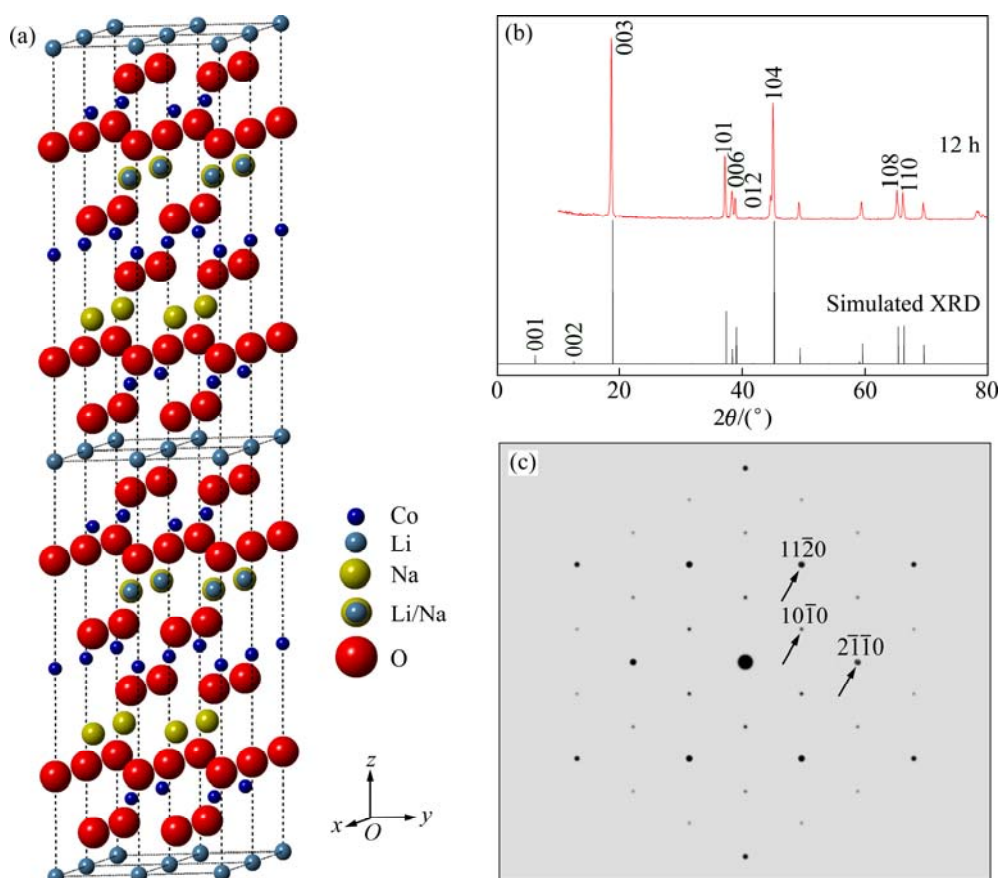 (a)
Co
Li
Na
Li/Na
O
z
x
O
y
(b)
003
104
101
006
012
108
110
12 h
Simulated XRD
001
002
0
20
40
60
80
2θ/(°)
(c)
112̄0
101̄0
21̄1̄0